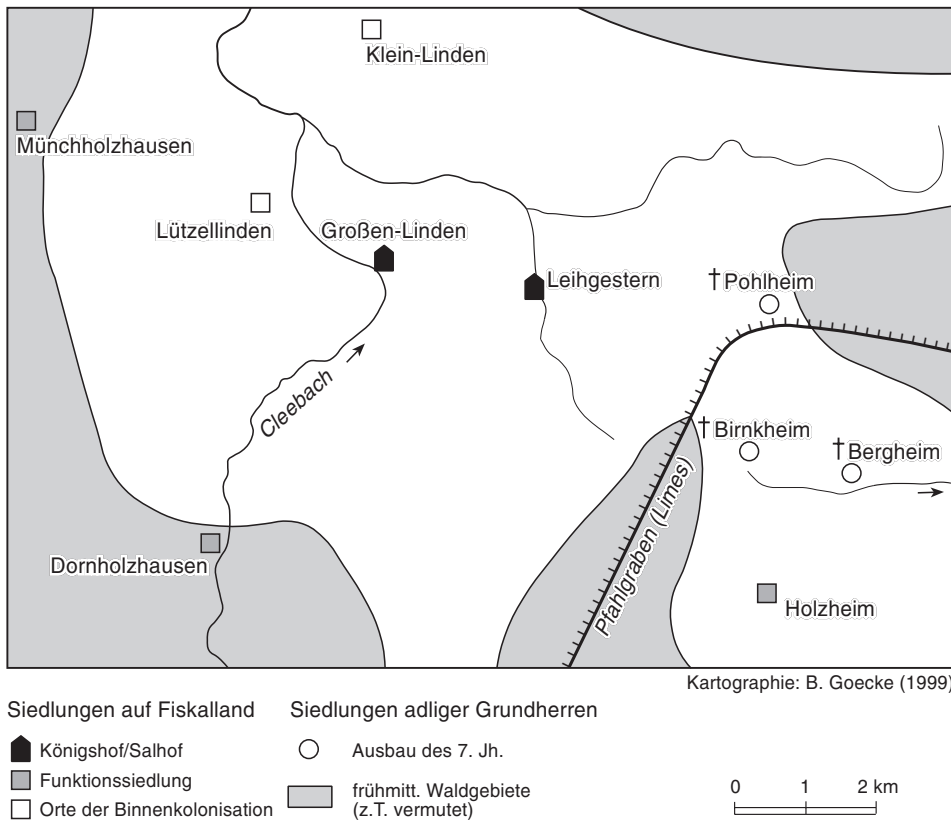 Klein-Linden
Münchholzhausen
Lützellinden
Großen-Linden
Leihgestern
†Pohlheim
Cleebach
†Birnkheim
†Bergheim
Pfahlgraben (Limes)
Dornholzhausen
Holzheim
Kartographie: B. Goecke (1999)
Siedlungen auf Fiskalland
Königshof/Salhof
Funktionssiedlung
Orte der Binnenkolonisation
Siedlungen adliger Grundherren
Ausbau des 7. Jh.
frühmitt. Waldgebiete
(z.T. vermutet)
0 1 2 km